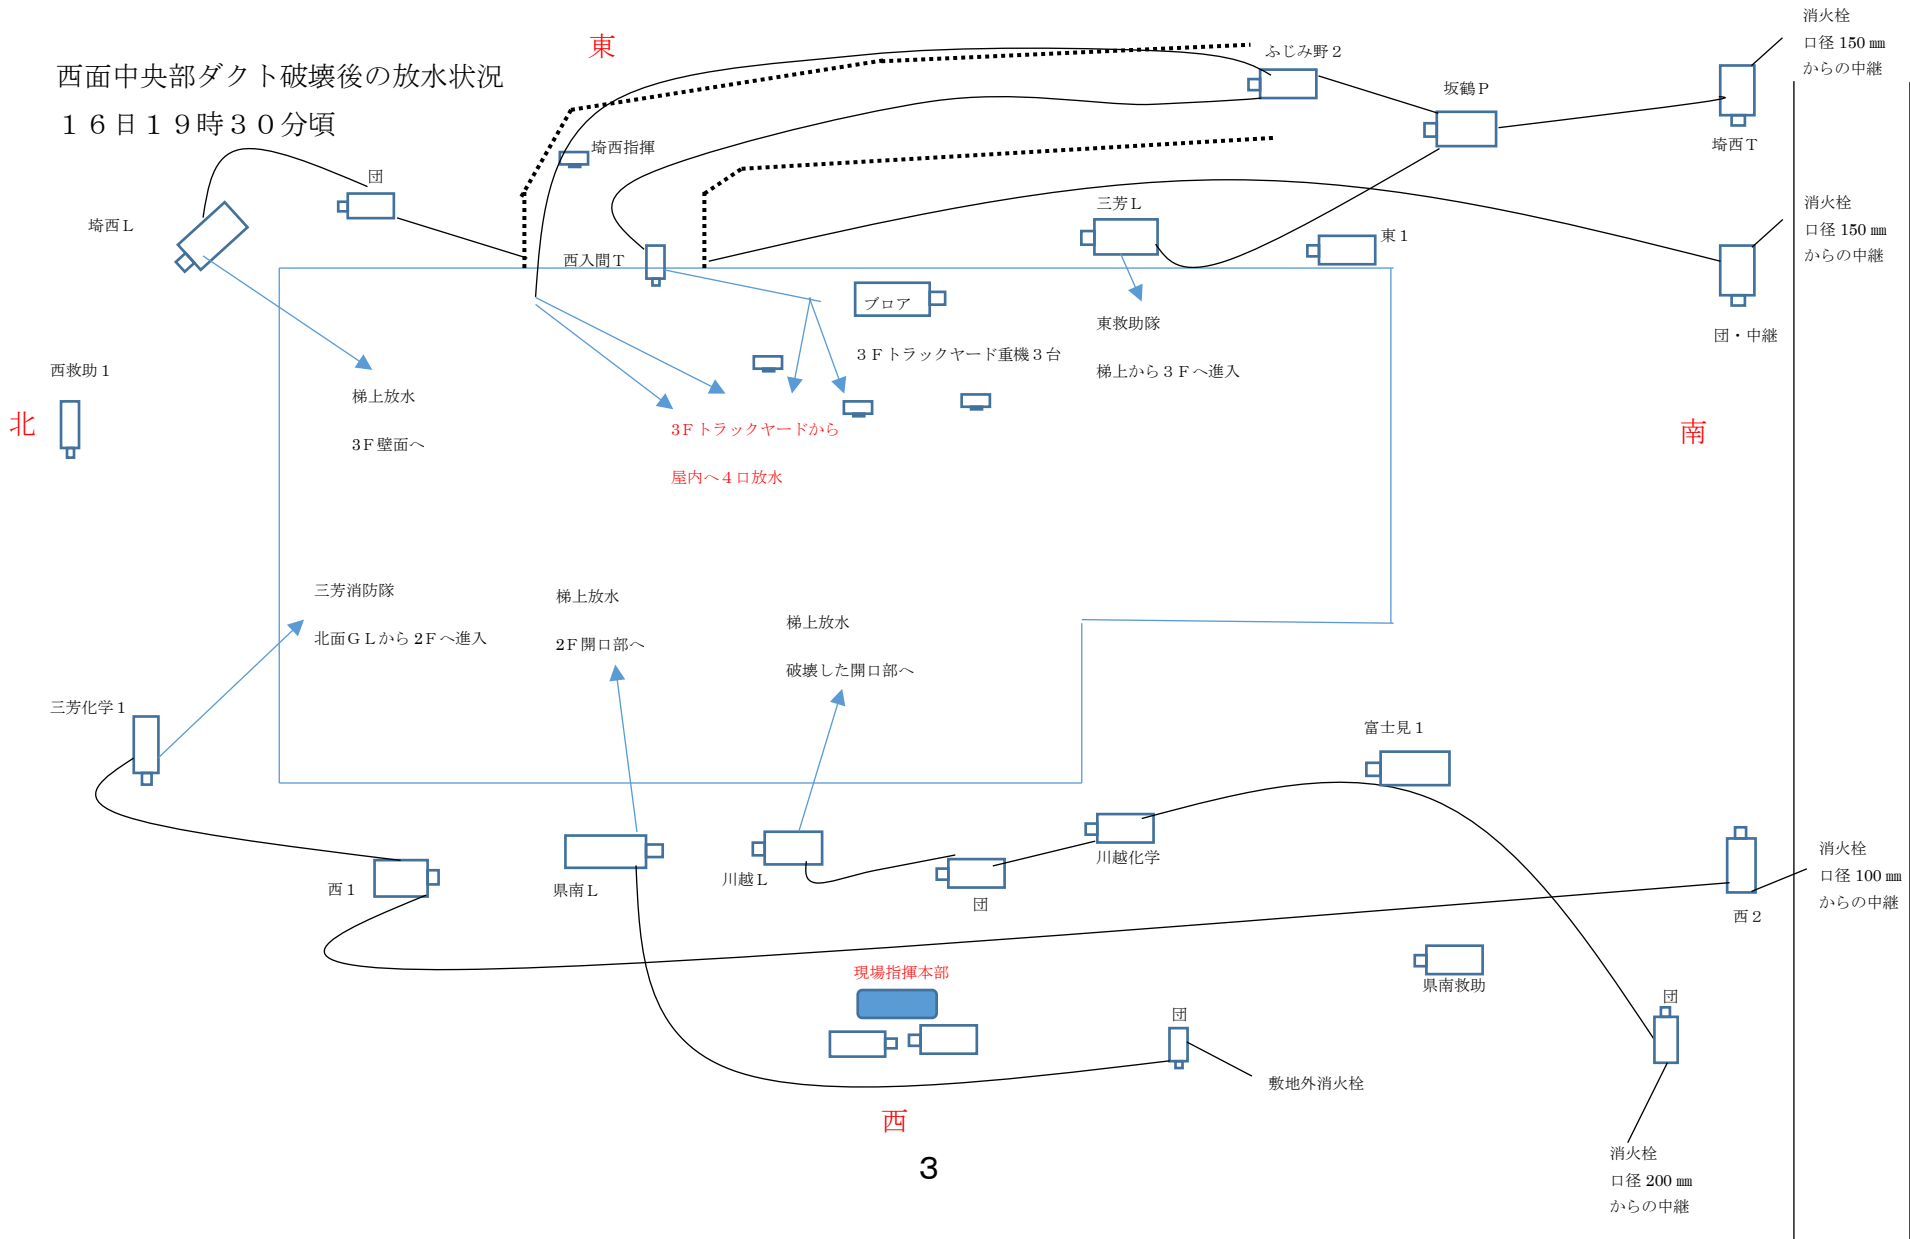 西面中央部ダクト破壊後の放水状況
１６日１９時３０分頃
東
消火栓
口径 150 ㎜
からの中継
ふじみ野２
坂鶴Ｐ
埼西Ｔ
埼西指揮
団
埼西Ｌ
西入間Ｔ
三芳Ｌ
東１
消火栓
口径 150 ㎜
からの中継
団・中継
ブロア
３Ｆトラックヤード重機３台
東救助隊
梯上から３Ｆへ進入
西救助１
北
梯上放水
3Ｆ壁面へ
3Ｆトラックヤードから
屋内へ４口放水
南
三芳消防隊
北面ＧＬから 2Ｆへ進入
梯上放水
2Ｆ開口部へ
梯上放水
破壊した開口部へ
三芳化学１
富士見１
西１
県南Ｌ
川越Ｌ
団
川越化学
西２
消火栓
口径 100 ㎜
からの中継
現場指揮本部
県南救助
団
団
敷地外消火栓
西
消火栓
口径 200 ㎜
からの中継
3